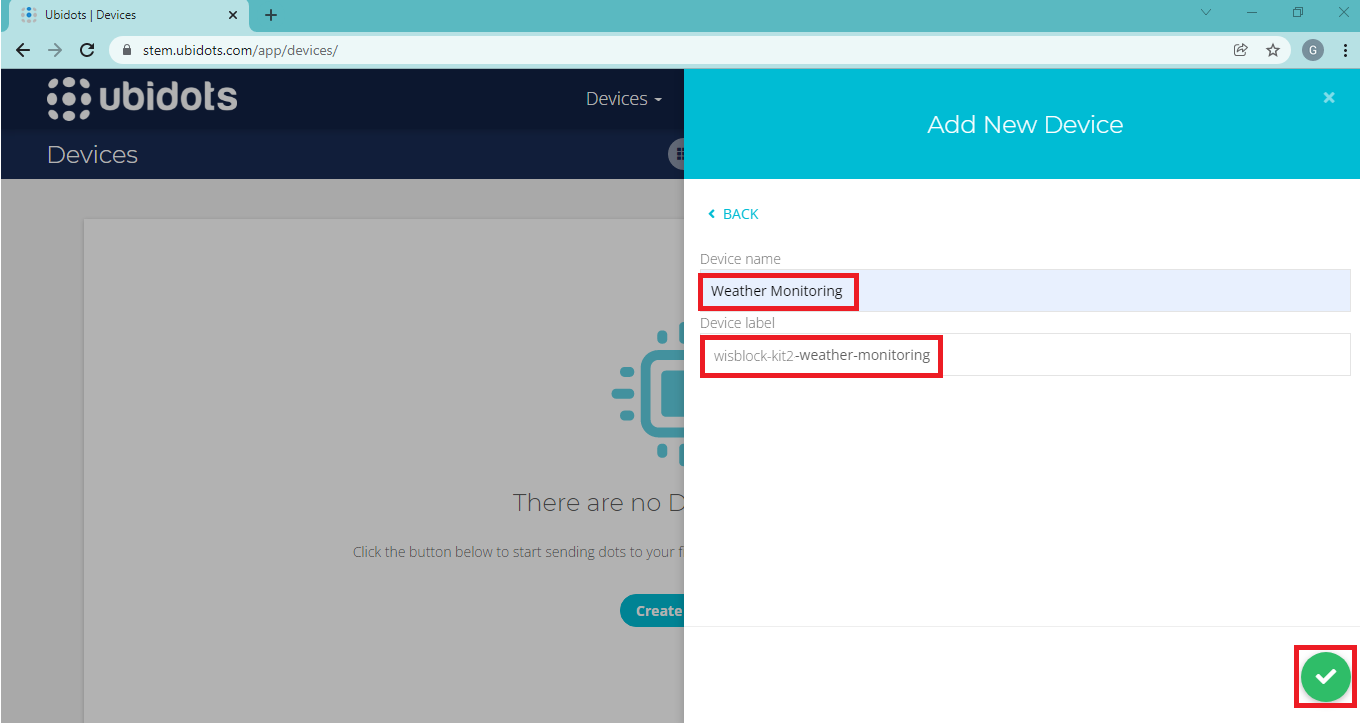 Ubidots | Devices
stem.ubidots.com/app/devices/
G
ubidots
Devices
Devices
There are no D
Click the button below to start sending dots to your f
Create
Add New Device
BACK
Device name
Weather Monitoring
Device label
wisblock-kit2-weather-monitoring